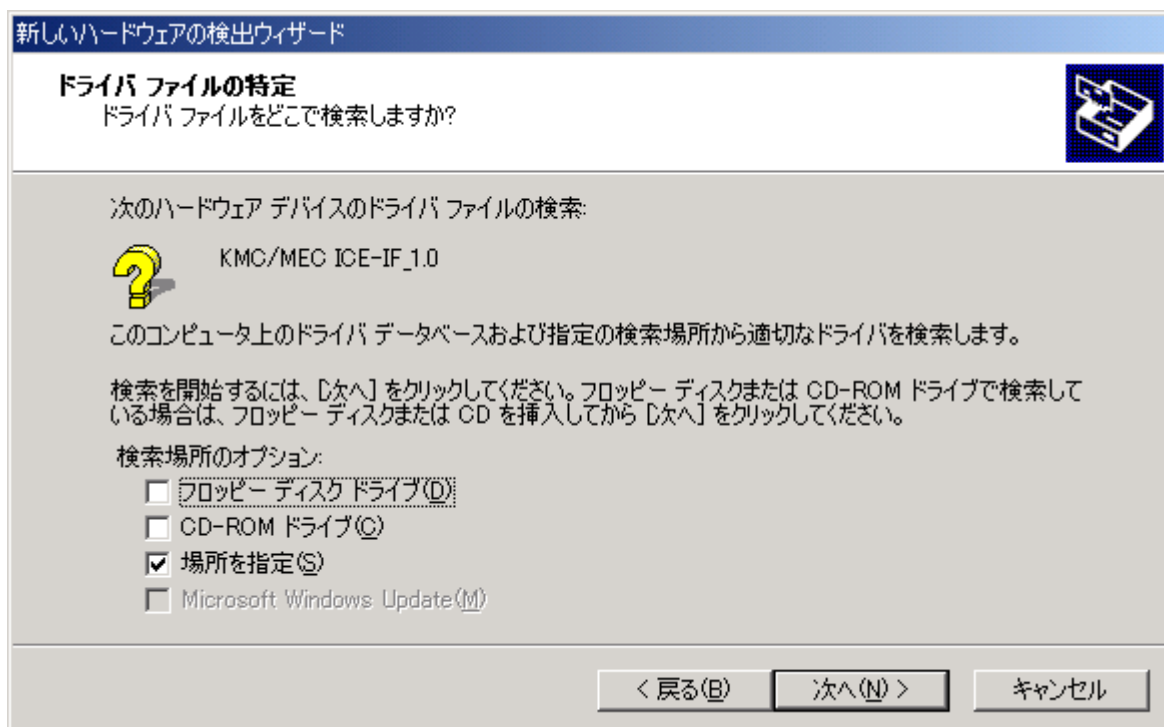 新しいハードウェアの検出ウィザード
ドライバ ファイルの特定
ドライバ ファイルをどこで検索しますか?
次のハードウェア デバイスのドライバ ファイルの検索:
KMC/MEC ICE-IF_1.0
このコンピュータ上のドライバ データベースおよび指定の検索場所から適切なドライバを検索します。
検索を開始するには、[次へ] をクリックしてください。フロッピー ディスクまたは CD-ROM ドライブで検索して
いる場合は、フロッピー ディスクまたは CD を挿入してから [次へ] をクリックしてください。
検索場所のオプション:
フロッピー ディスク ドライブ(D)
CD-ROM ドライブ(C)
場所を指定(S)
Microsoft Windows Update(M)
< 戻る(B) 次へ(N) > キャンセル